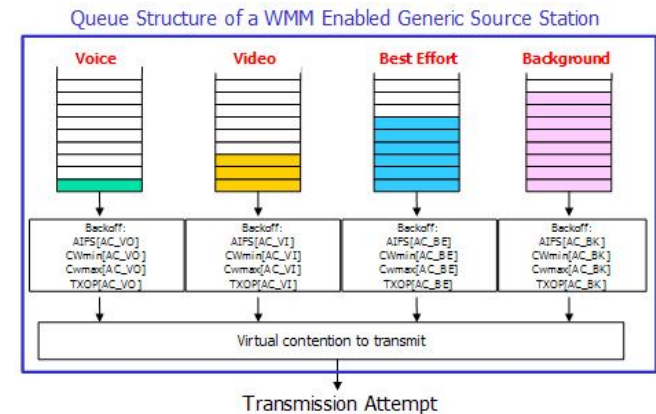 Queue Structure of a WMM Enabled Generic Source Station
Voice
Video
Best Effort
Background
Backoff:
AIFS[AC_VO]
CWmin[AC_VO]
Cwmax[AC_VO]
TXOP[AC_VO]
Backoff:
AIFS[AC_VI]
CWmin[AC_VI]
Cwmax[AC_VI]
TXOP[AC_VI]
Backoff:
AIFS[AC_BE]
CWmin[AC_BE]
Cwmax[AC_BE]
TXOP[AC_BE]
Backoff:
AIFS[AC_BK]
CWmin[AC_BK]
Cwmax[AC_BK]
TXOP[AC_BK]
Virtual contention to transmit
Transmission Attempt